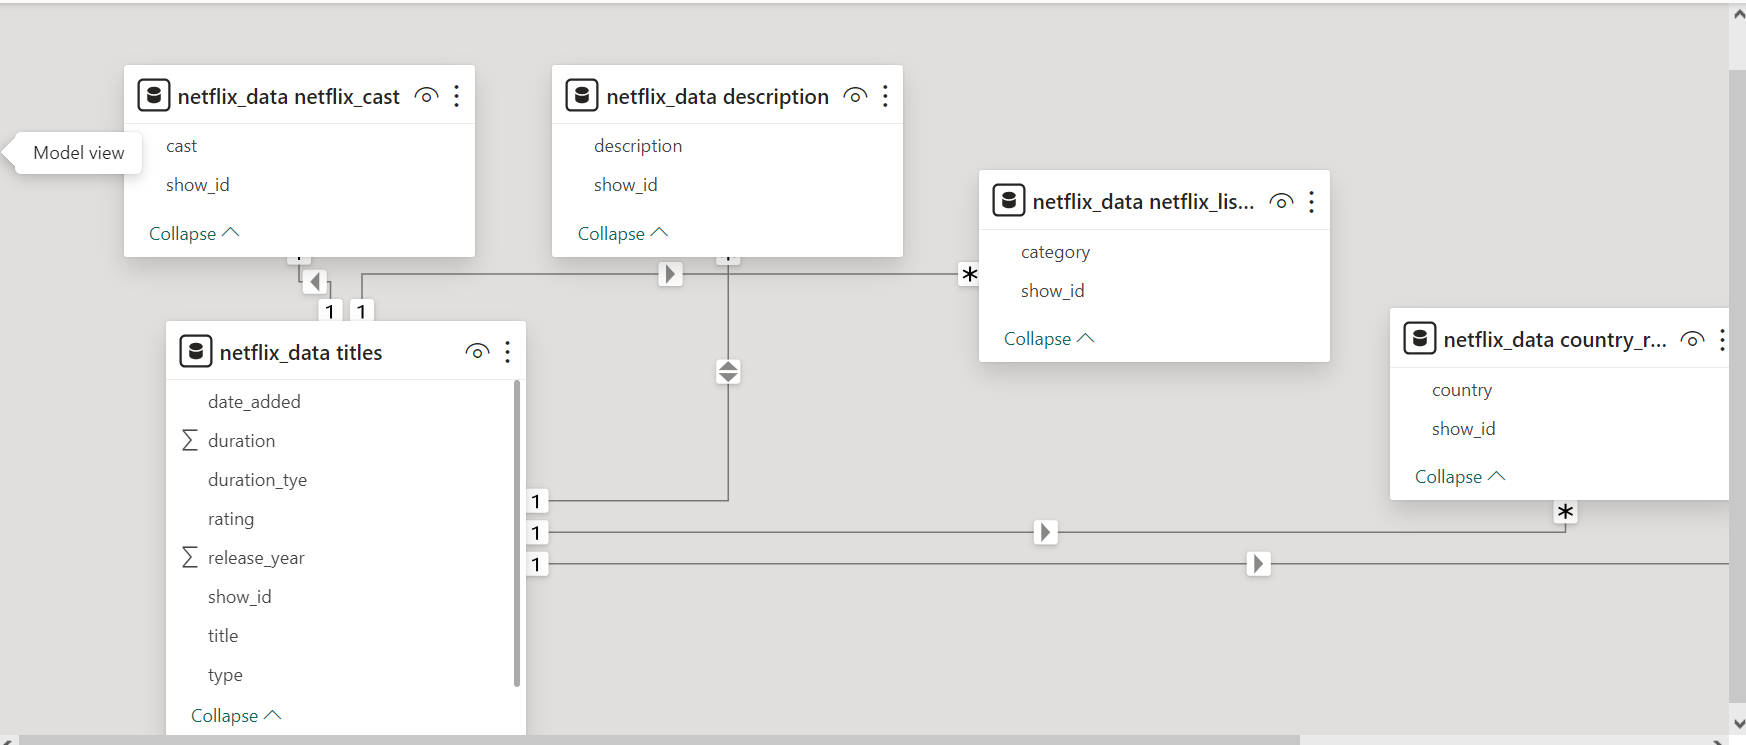 netflix_data netflix_cast
cast
show_id
Collapse
Model view
netflix_data description
description
show_id
Collapse
netflix_data netflix_lis...
category
show_id
Collapse
*
netflix_data country_r...
country
show_id
Collapse
*
1
1
netflix_data titles
date_added
∑ duration
duration_tye
rating
∑ release_year
show_id
title
type
Collapse
1
1
1